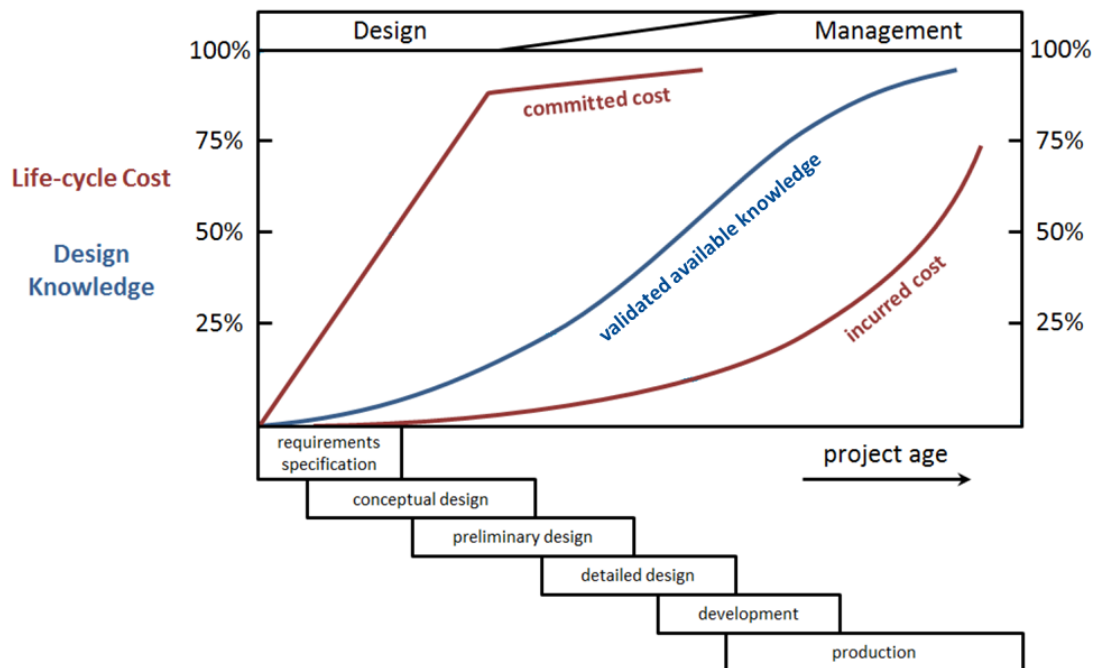 Design
Management
100%
100%
committed cost
75%
75%
Life-cycle Cost
validated available knowledge
50%
50%
Design
Knowledge
incurred cost
25%
25%
requirements
specification
project age
conceptual design
preliminary design
detailed design
development
production